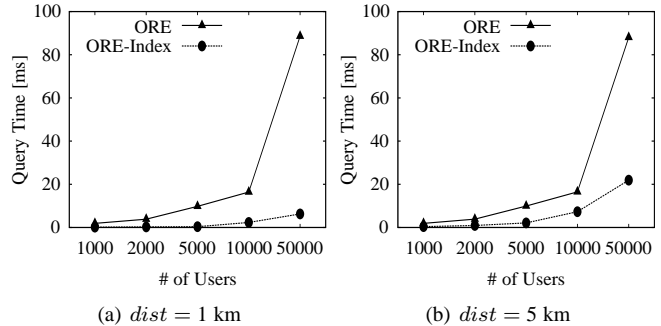 100
80
60
40
20
0
Query Time [ms]
ORE
ORE-Index
1000 2000 5000 10000 50000
# of Users
(a) dist = 1 km
100
80
60
40
20
0
Query Time [ms]
ORE
ORE-Index
1000 2000 5000 10000 50000
# of Users
(b) dist = 5 km